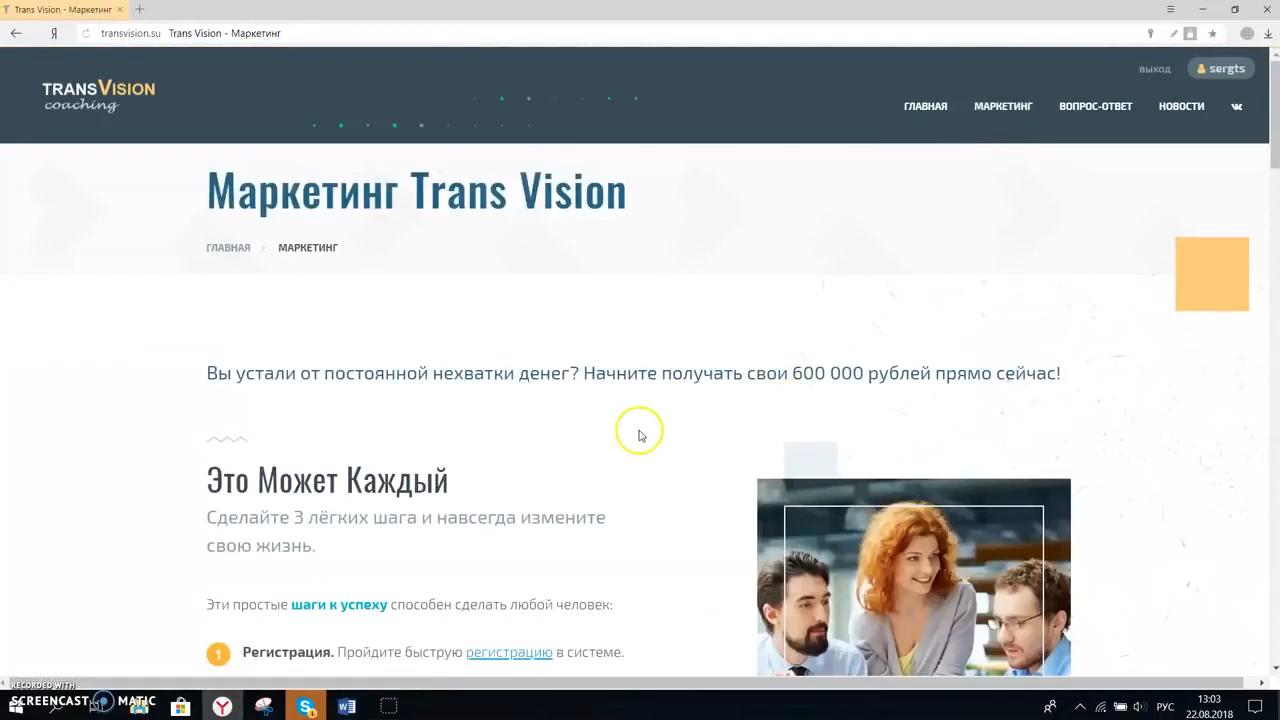 Trans Vision - Маркетинг
transvision.su Trans Vision - Маркетинг
TRANSVISION
coaching
выход
sergts
ГЛАВНАЯ
МАРКЕТИНГ
ВОПРОС-ОТВЕТ
НОВОСТИ
Маркетинг Trans Vision
ГЛАВНАЯ
МАРКЕТИНГ
Вы устали от постоянной нехватки денег? Начните получать свои 600 000 рублей прямо сейчас!
Это Может Каждый
Сделайте 3 лёгких шага и навсегда измените
свою жизнь.
Эти простые шаги к успеху способен сделать любой человек:
1 Регистрация. Пройдите быструю регистрацию в системе.
RECORDED WITH
SCREENCAST MATIC
РУС
13:03
22.08.2018